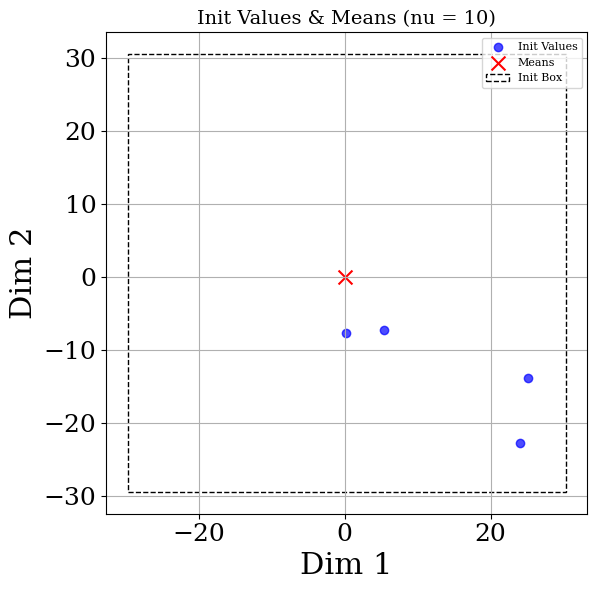 Init Values & Means (nu = 10)
Init Values
Means
Init Box
30
20
10
0
−10
−20
−30
Dim 2
−20
0
20
Dim 1